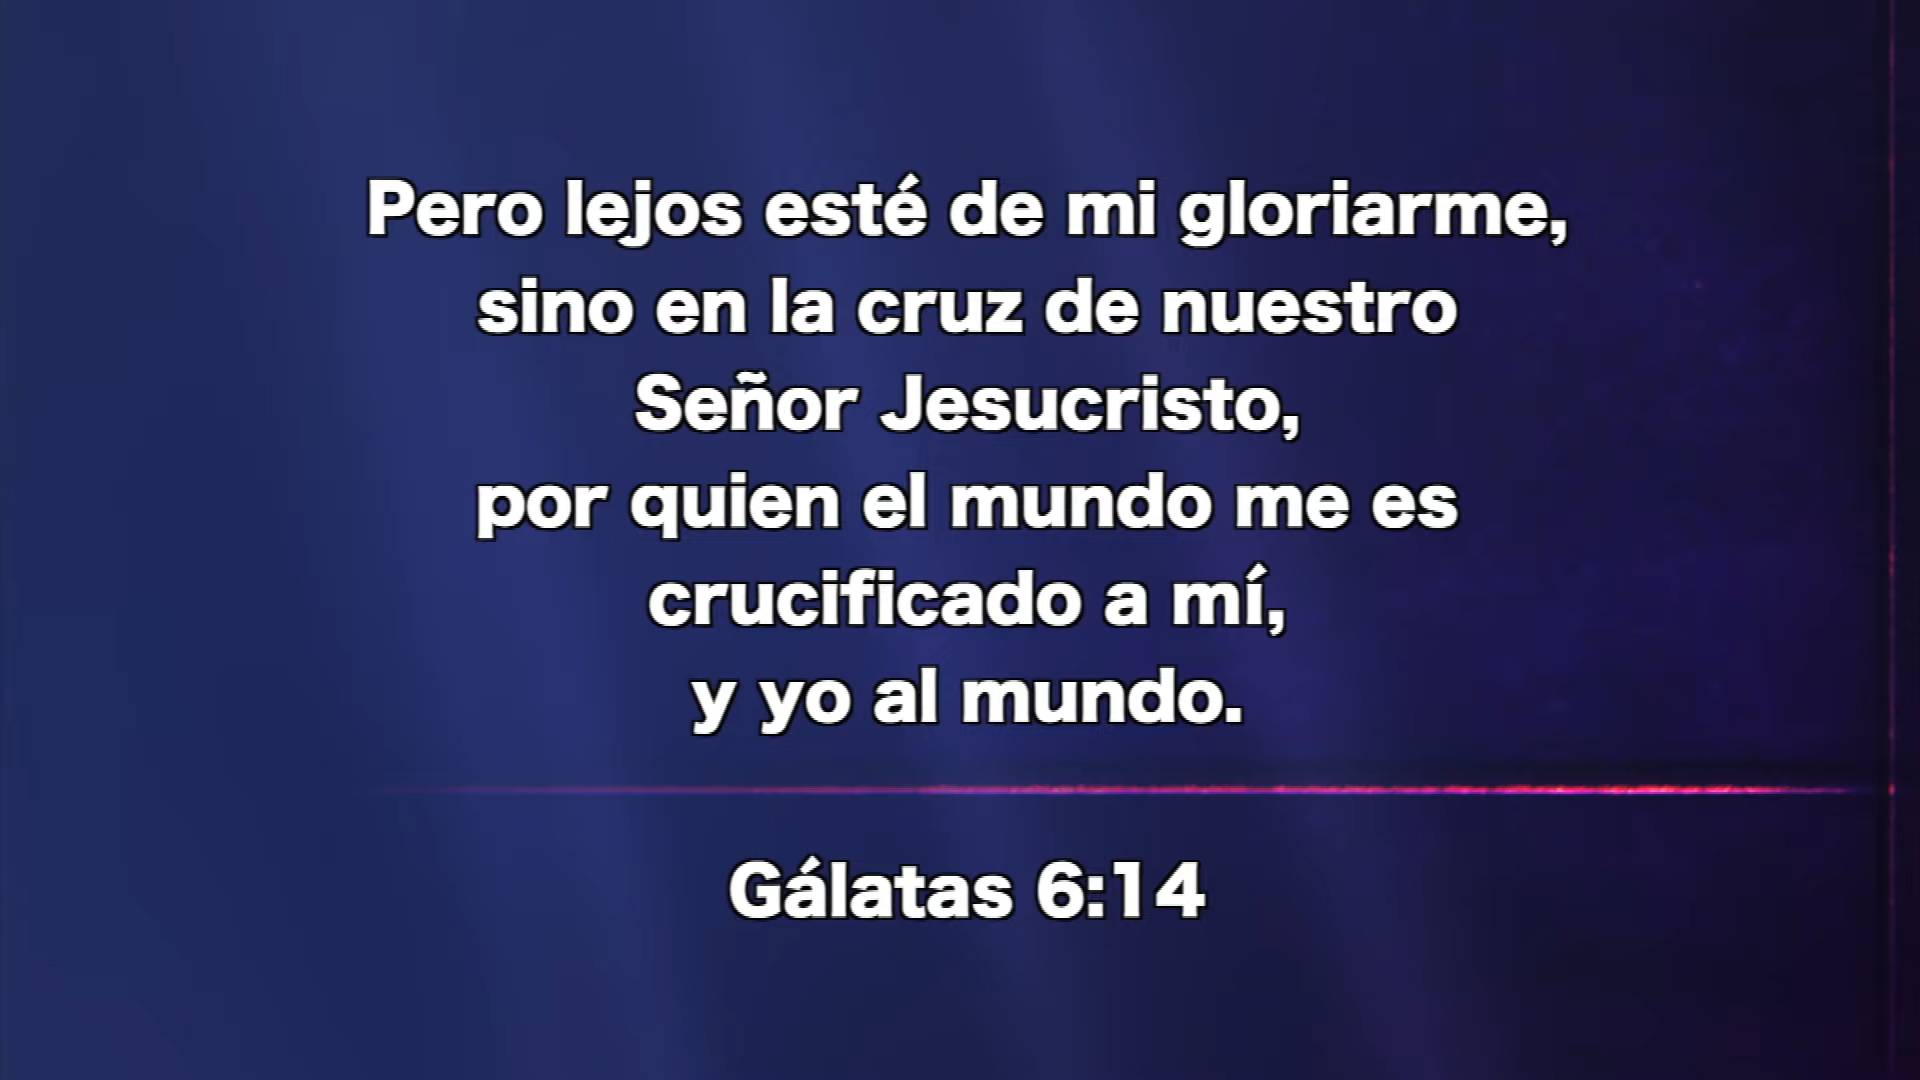 Pero lejos esté de mi gloriarme,
sino en la cruz de nuestro
Señor Jesucristo,
por quien el mundo me es
crucificado a mí,
y yo al mundo.
Gálatas 6:14